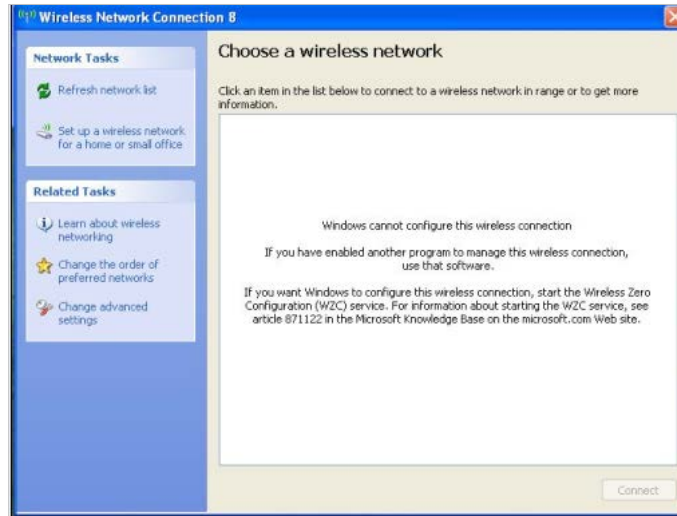 Wireless Network Connection 8
Network Tasks
Refresh network list
Set up a wireless network
for a home or small office
Related Tasks
Learn about wireless
networking
Change the order of
preferred networks
Change advanced
settings
Choose a wireless network
Click an item in the list below to connect to a wireless network in range or to get more
information.
Windows cannot configure this wireless connection
If you have enabled another program to manage this wireless connection,
use that software.
If you want Windows to configure this wireless connection, start the Wireless Zero
Configuration (WZC) service. For information about starting the WZC service, see
article 871122 in the Microsoft Knowledge Base on the microsoft.com Web site.
Connect